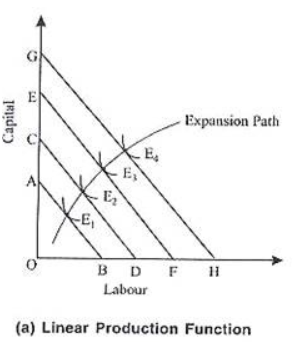 G
E
C
A
O
Capital
Expansion Path
E4
E3
E2
E1
B D F H
Labour
(a) Linear Production Function